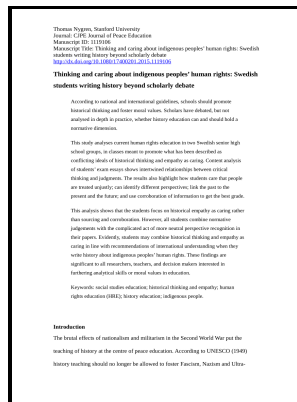 Thomas Nygren, Stanford University
Journal: CJPE Journal of Peace Education
Manuscript ID: 1119106
Manuscript Title: Thinking and caring about indigenous peoples' human rights: Swedish
students writing history beyond scholarly debate
http://dx.doi.org/10.1080/17400201.2015.1119106
Thinking and caring about indigenous peoples' human rights: Swedish
students writing history beyond scholarly debate
According to national and international guidelines, schools should promote
historical thinking and foster moral values. Scholars have debated, but not
analysed in depth in practice, whether history education can and should hold a
normative dimension.
This study analyses current human rights education in two Swedish senior high
school groups, in classes meant to promote what has been described as
conflicting ideals of historical thinking and empathy as caring. Content analysis
of students' exam essays shows intertwined relationships between critical
thinking and judgments. The results also highlight how students can that people
are treated unjustly; can identify different perspectives; link the past to
the present and the future; and use corroboration of information to get the best grade.
This analysis shows that the students focus on historical empathy as caring rather
than sourcing and corroboration. However, all students combine normative
judgements with the complicated act of more neutral perspective recognition in
their papers. Evidently, students may combine historical thinking and empathy as
caring in line with recommendations of international understanding when they
write history about indigenous peoples' human rights. These findings are
significant to all researchers, teachers, and decision makers interested in
furthering analytical skills or moral values in education.
Keywords: social studies education; historical thinking and empathy; human
rights education (HRE); history education; indigenous people.
Introduction
The brutal effects of nationalism and militarism in the Second World War put the
teaching of history at the centre of peace education. According to UNESCO (1949)
history teaching should no longer be allowed to foster Fascism, Nazism and Ultra-